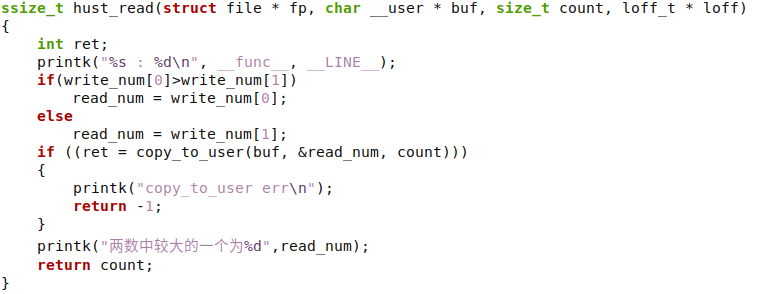 ssize_t hust_read(struct file * fp, char __user * buf, size_t count, loff_t * loff)
{
    int ret;
    printk("%s : %d\n", __func__, __LINE__);
    if(write_num[0]>write_num[1])
        read_num = write_num[0];
    else
        read_num = write_num[1];
    if ((ret = copy_to_user(buf, &read_num, count)))
    {
        printk("copy_to_user err\n");
        return -1;
    }
    printk("两数中较大的一个为%d",read_num);
    return count;
}